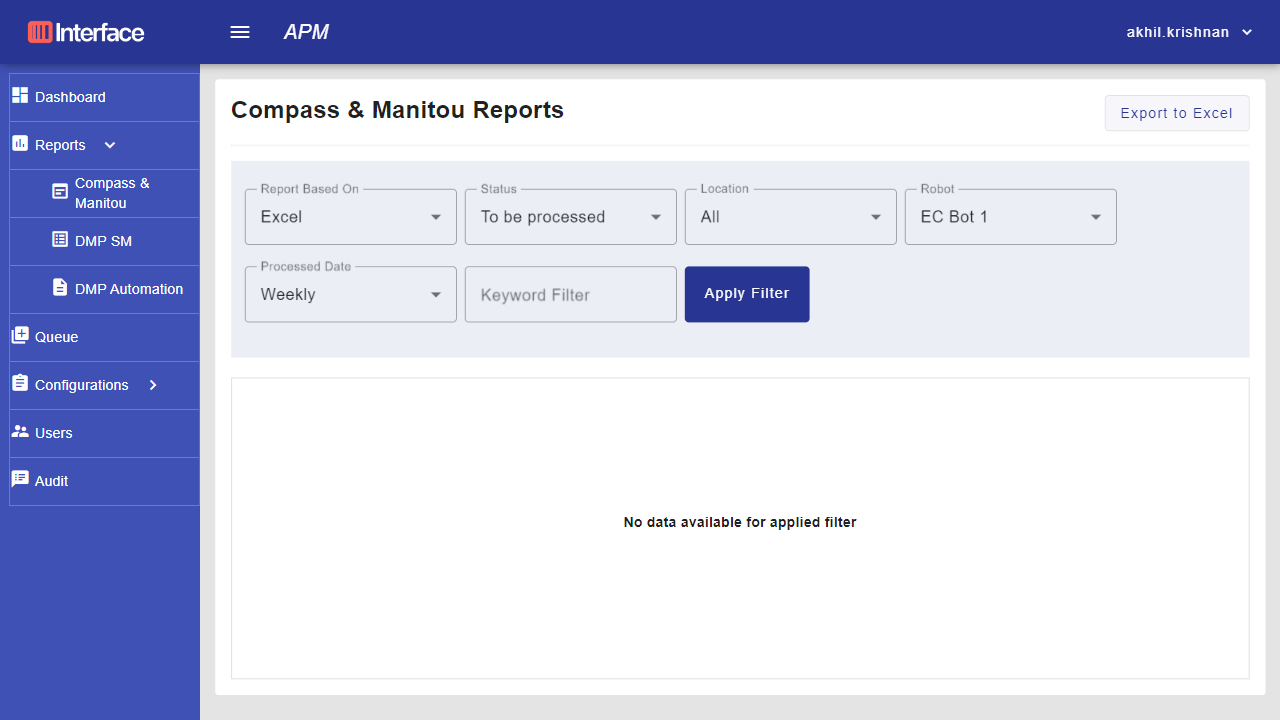 Interface
APM
akhil.krishnan
Dashboard
Reports
Compass &
Manitou
DMP SM
DMP Automation
Queue
Configurations
Users
Audit
Compass & Manitou Reports
Export to Excel
Report Based On
Excel
Status
To be processed
Location
All
Robot
EC Bot 1
Processed Date
Weekly
Keyword Filter
Apply Filter
No data available for applied filter